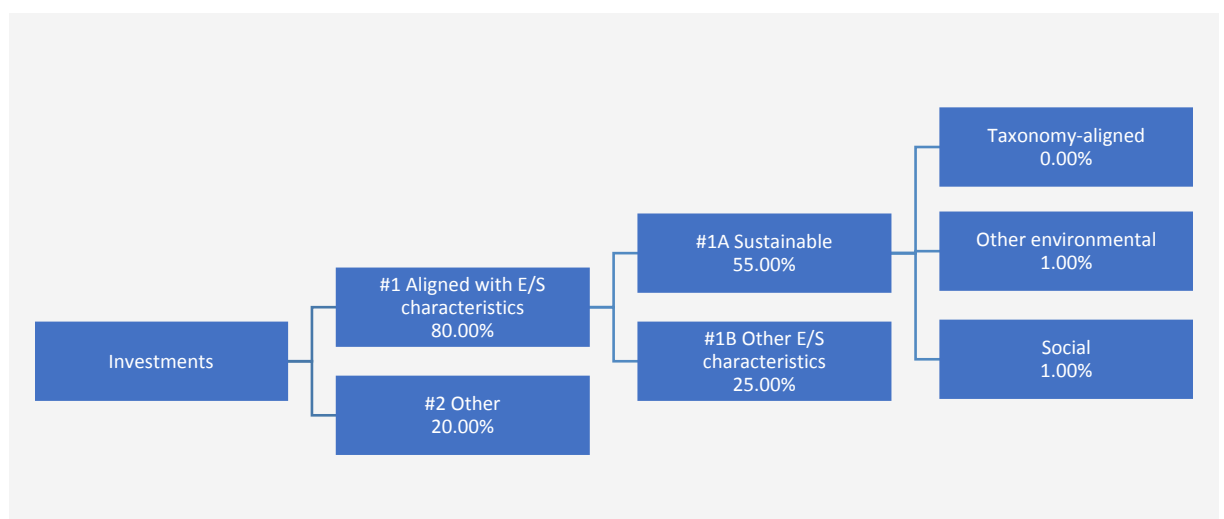 Investments
#1 Aligned with E/S
characteristics
80.00%
#2 Other
20.00%
#1A Sustainable
55.00%
#1B Other E/S
characteristics
25.00%
Taxonomy-aligned
0.00%
Other environmental
1.00%
Social
1.00%